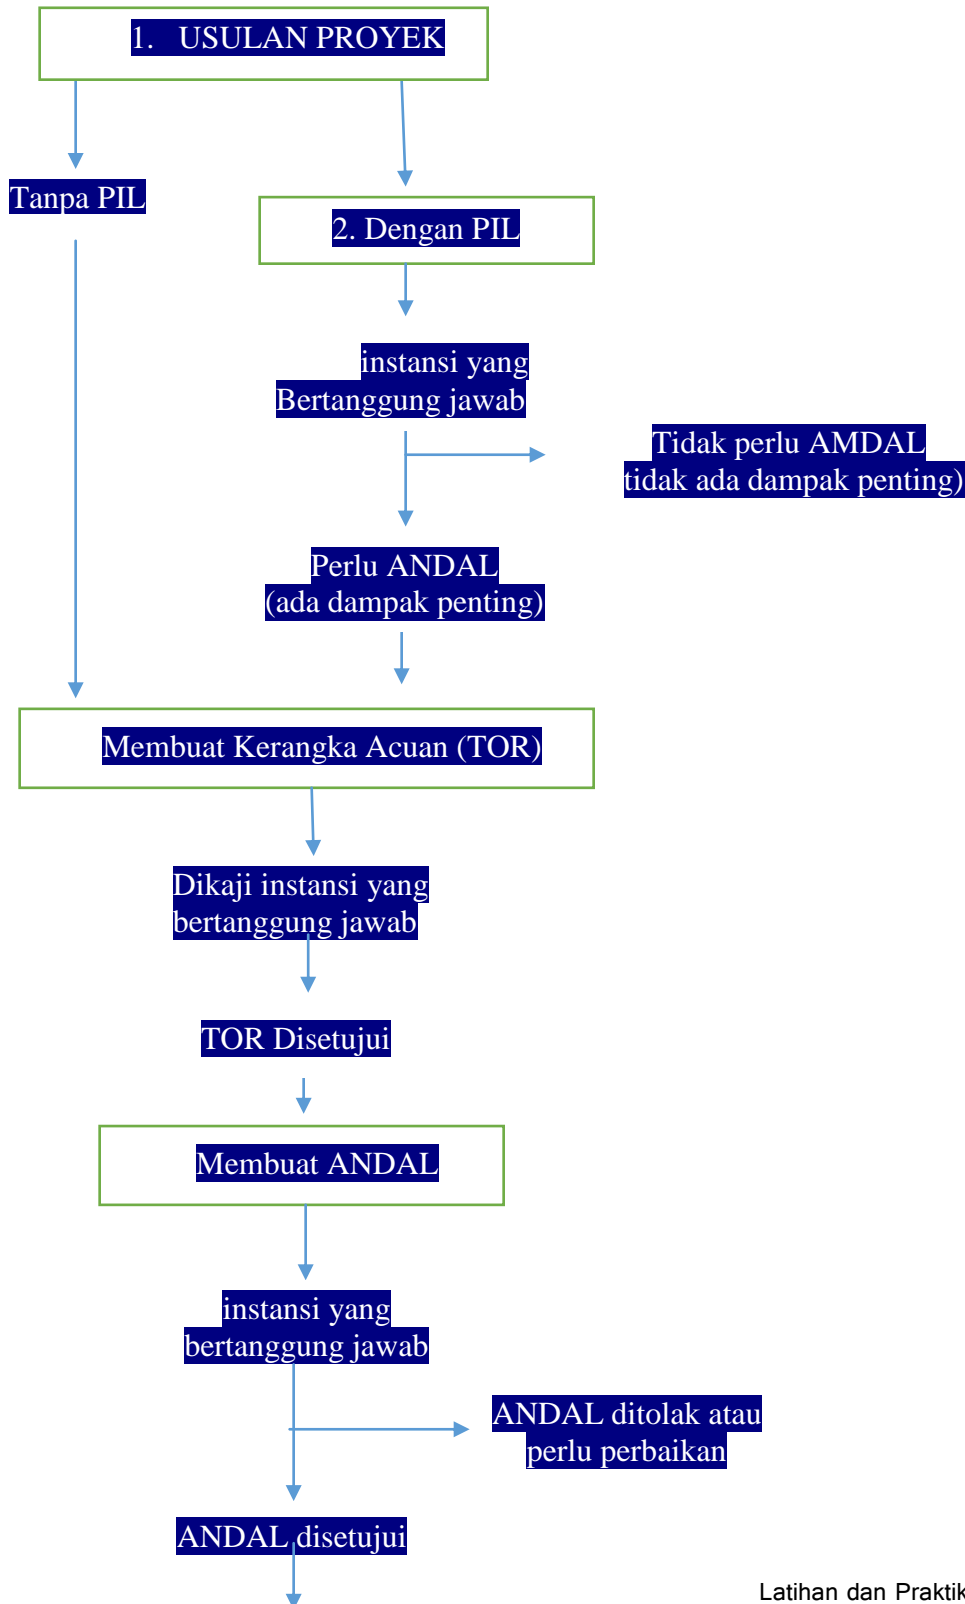 1. USULAN PROYEK
Tanpa PIL
2. Dengan PIL
instansi yang
Bertanggung jawab
Tidak perlu AMDAL
tidak ada dampak penting)
Perlu ANDAL
(ada dampak penting)
Membuat Kerangka Acuan (TOR)
Dikaji instansi yang
bertanggung jawab
TOR Disetujui
Membuat ANDAL
instansi yang
bertanggung jawab
ANDAL ditolak atau
perlu perbaikan
ANDAL disetujui
Latihan dan Praktik